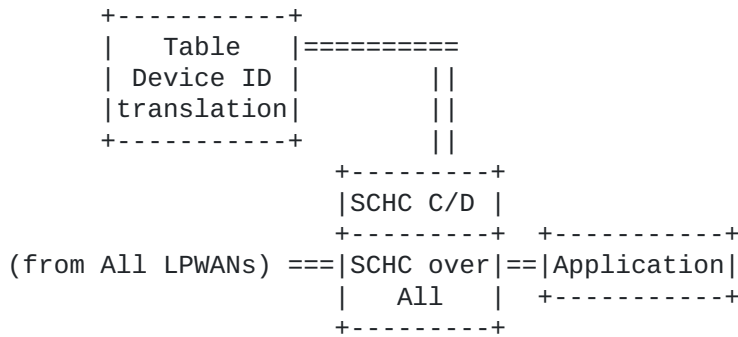 Table
Device ID
translation
SCHC C/D
(from All LPWANs) SCHC over Application
All